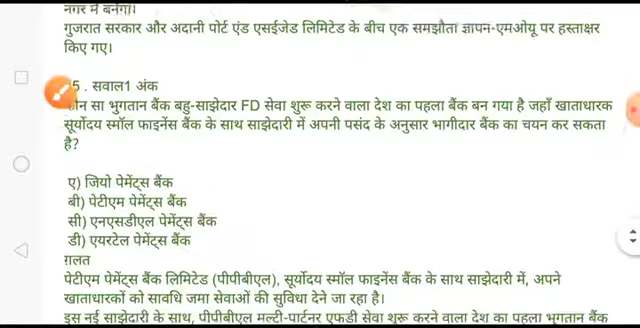 नगर में बनेगा।
गुजरात सरकार और अदानी पोर्ट एंड एसईजेड लिमिटेड के बीच एक समझौता ज्ञापन-एमओयू पर हस्ताक्षर
किए गए।
5 . सवाल1 अंक
सा भुगतान बैंक बहु-साझेदार FD सेवा शुरू करने वाला देश का पहला बैंक बन गया है जहाँ खाताधारक
सूर्योदय स्मॉल फाइनेंस बैंक के साथ साझेदारी में अपनी पसंद के अनुसार भागीदार बैंक का चयन कर सकता
है?
ए) जियो पेमेंट्स बैंक
बी) पेटीएम पेमेंट्स बैंक
सी) एनएसडीएल पेमेंट्स बैंक
डी) एयरटेल पेमेंट्स बैंक
ग़लत
पेटीएम पेमेंट्स बैंक लिमिटेड (पीपीबीएल), सूर्योदय स्मॉल फाइनेंस बैंक के साथ साझेदारी में, अपने
खाताधारकों को सावधि जमा सेवाओं की सुविधा देने जा रहा है।
इस नई साझेदारी के साथ, पीपीबीएल मल्टी-पार्टनर एफडी सेवा शुरू करने वाला देश का पहला भुगतान बैंक